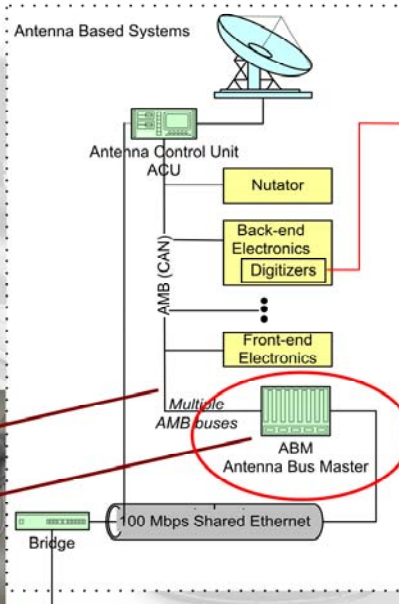 Antenna Based Systems
Antenna Control Unit
ACU
Nutator
Back-end
Electronics
Digitizers
AMB (CAN)
Front-end
Electronics
Multiple
AMB buses
ABM
Antenna Bus Master
100 Mbps Shared Ethernet
Bridge